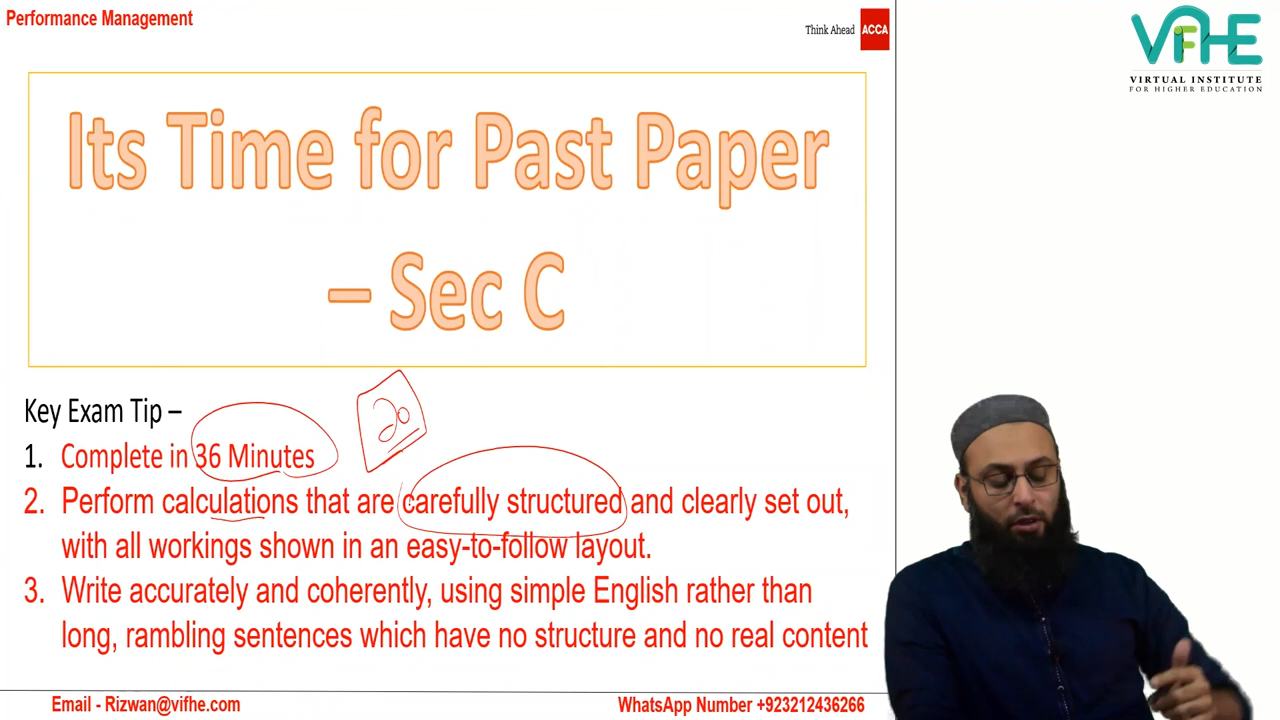 Performance Management
Think Ahead ACCA
VIFHE
VIRTUAL INSTITUTE
FOR HIGHER EDUCATION
Its Time for Past Paper
– Sec C
20
Key Exam Tip –
1. Complete in 36 Minutes
2. Perform calculations that are carefully structured and clearly set out,
with all workings shown in an easy-to-follow layout.
3. Write accurately and coherently, using simple English rather than
long, rambling sentences which have no structure and no real content
Email - Rizwan@vifhe.com
WhatsApp Number +923212436266